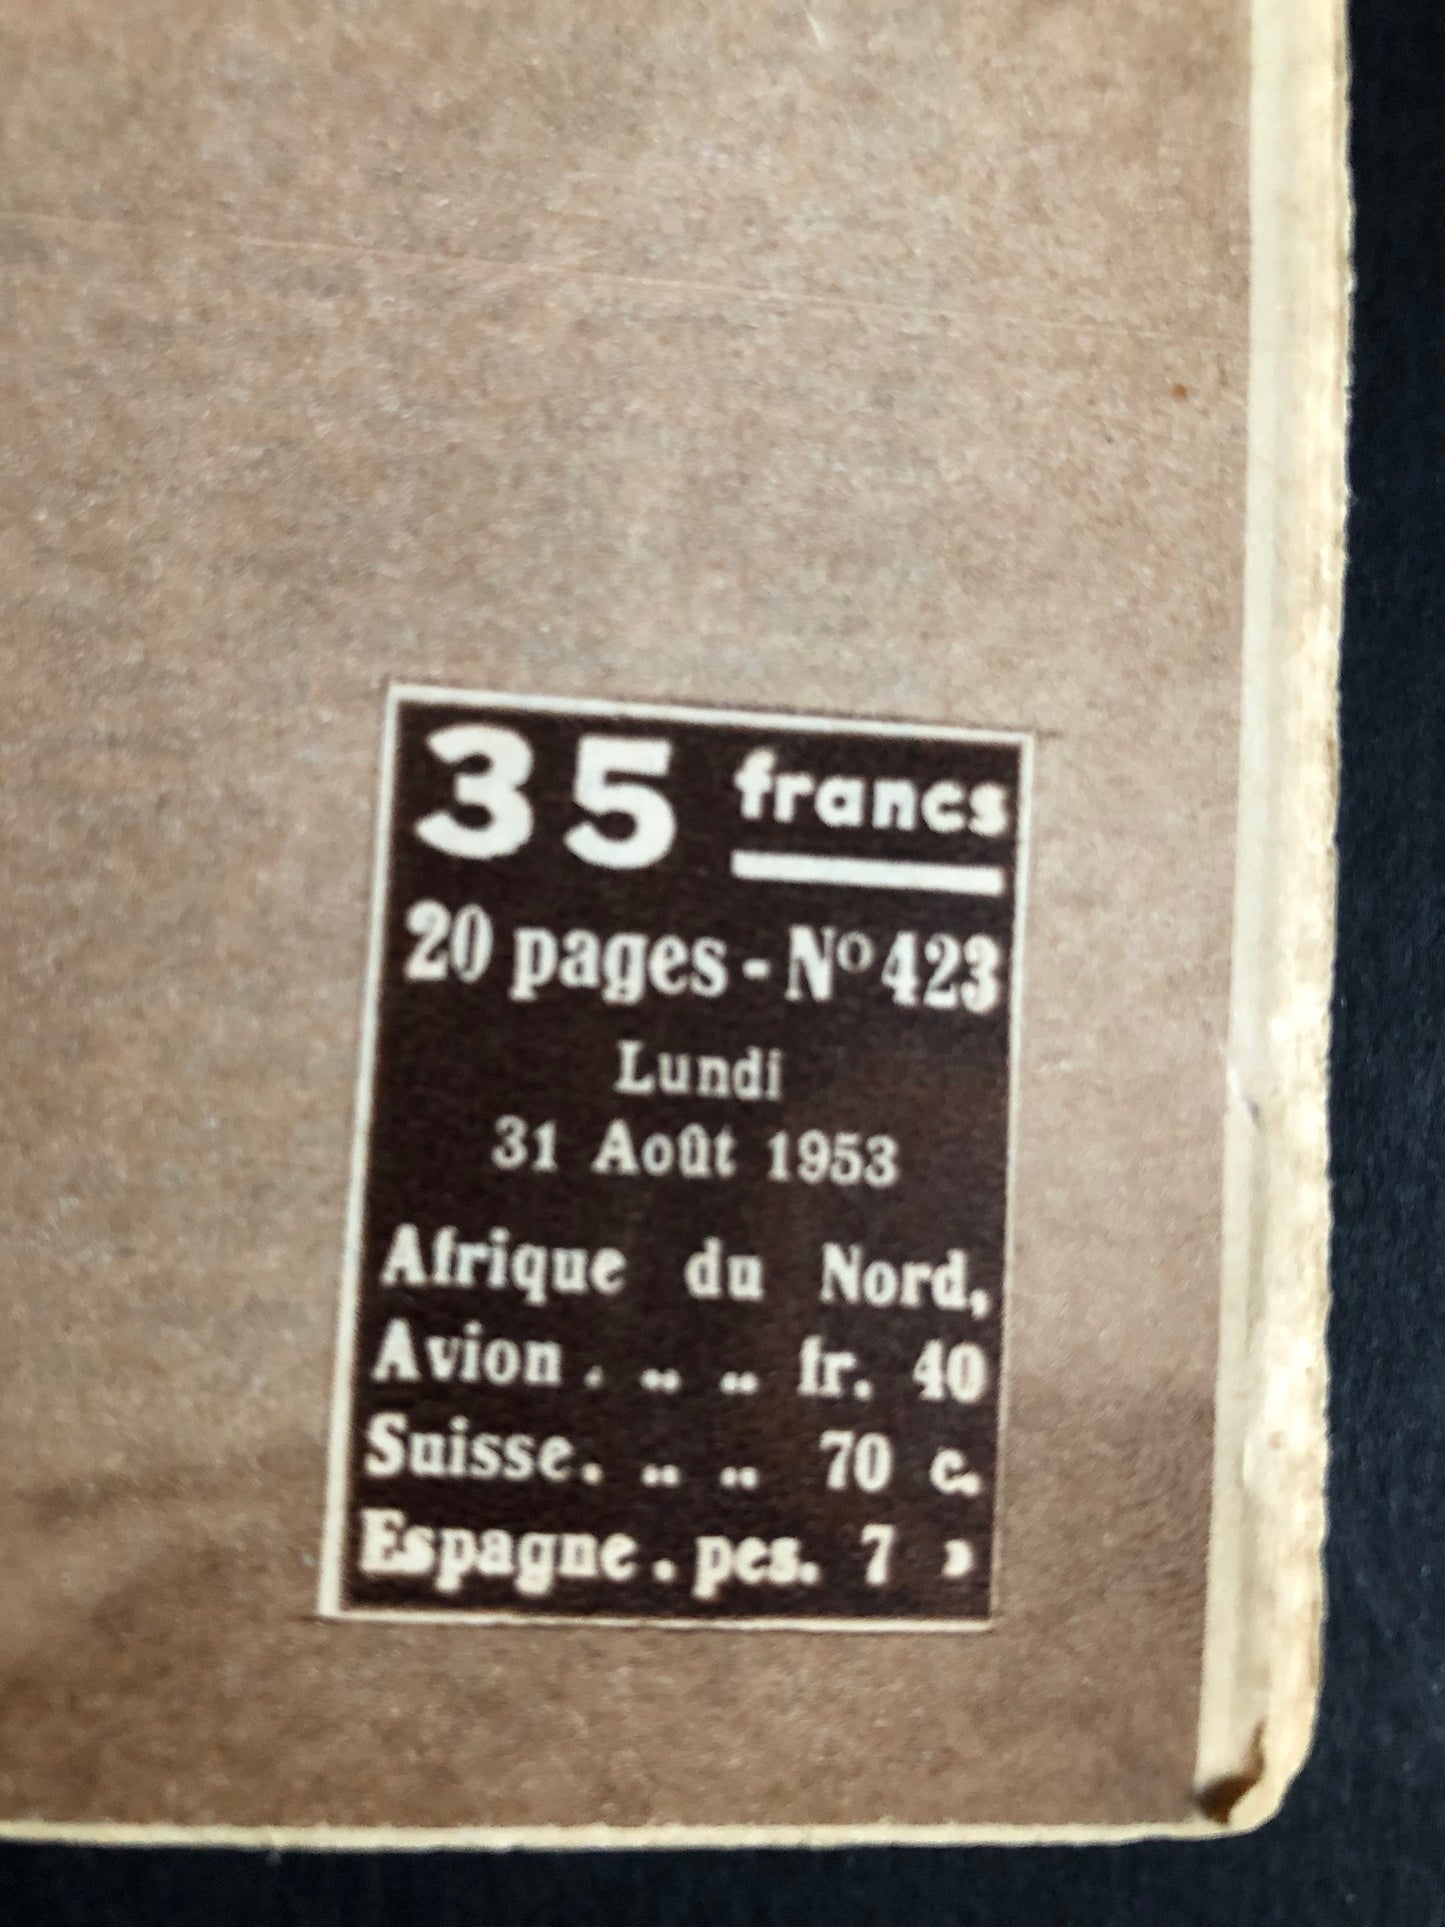 35 francs
20 pages - No 423
Lundi
31 Août 1953
Afrique du Nord,
Avion . .. .. fr. 40
Suisse. .. .. 70 c.
Espagne . pes. 7 »